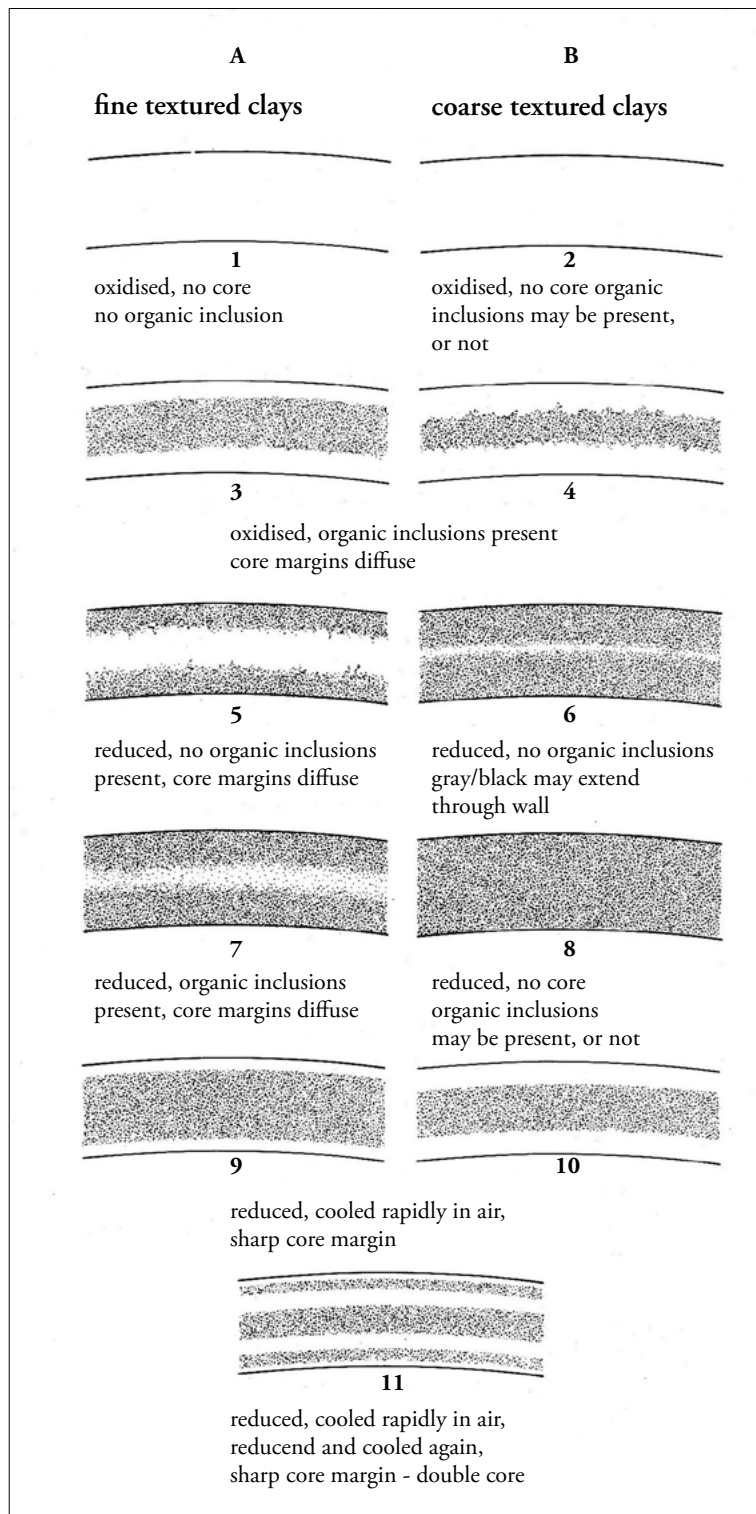 A
B
fine textured clays
coarse textured clays
1
2
oxidised, no core
no organic inclusion
oxidised, no core organic
inclusions may be present,
or not
3
4
oxidised, organic inclusions present
core margins diffuse
5
6
reduced, no organic inclusions
present, core margins diffuse
reduced, no organic inclusions
gray/black may extend
through wall
7
8
reduced, organic inclusions
present, core margins diffuse
reduced, no core
organic inclusions
may be present, or not
9
10
reduced, cooled rapidly in air,
sharp core margin
11
reduced, cooled rapidly in air,
reducend and cooled again,
sharp core margin - double core